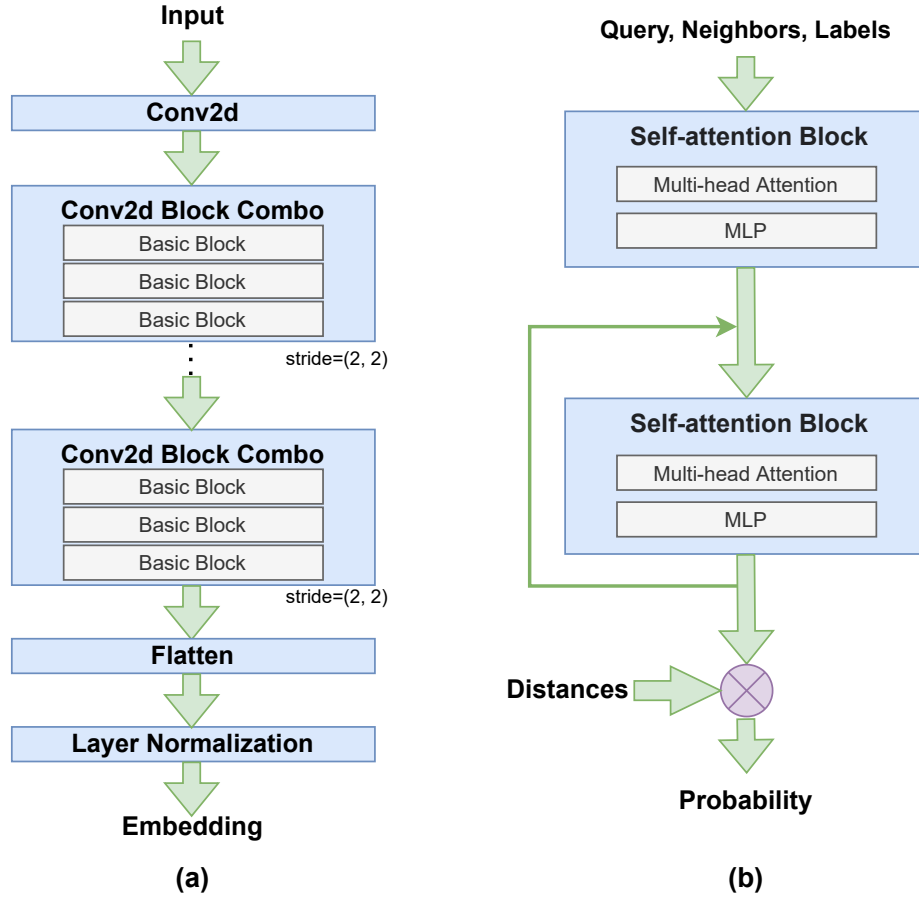 Input
Conv2d
Conv2d Block Combo
Basic Block
Basic Block
Basic Block
stride=(2, 2)
Conv2d Block Combo
Basic Block
Basic Block
Basic Block
stride=(2, 2)
Flatten
Layer Normalization
Embedding
(a)
Query, Neighbors, Labels
Self-attention Block
Multi-head Attention
MLP
Self-attention Block
Multi-head Attention
MLP
Distances
Probability
(b)